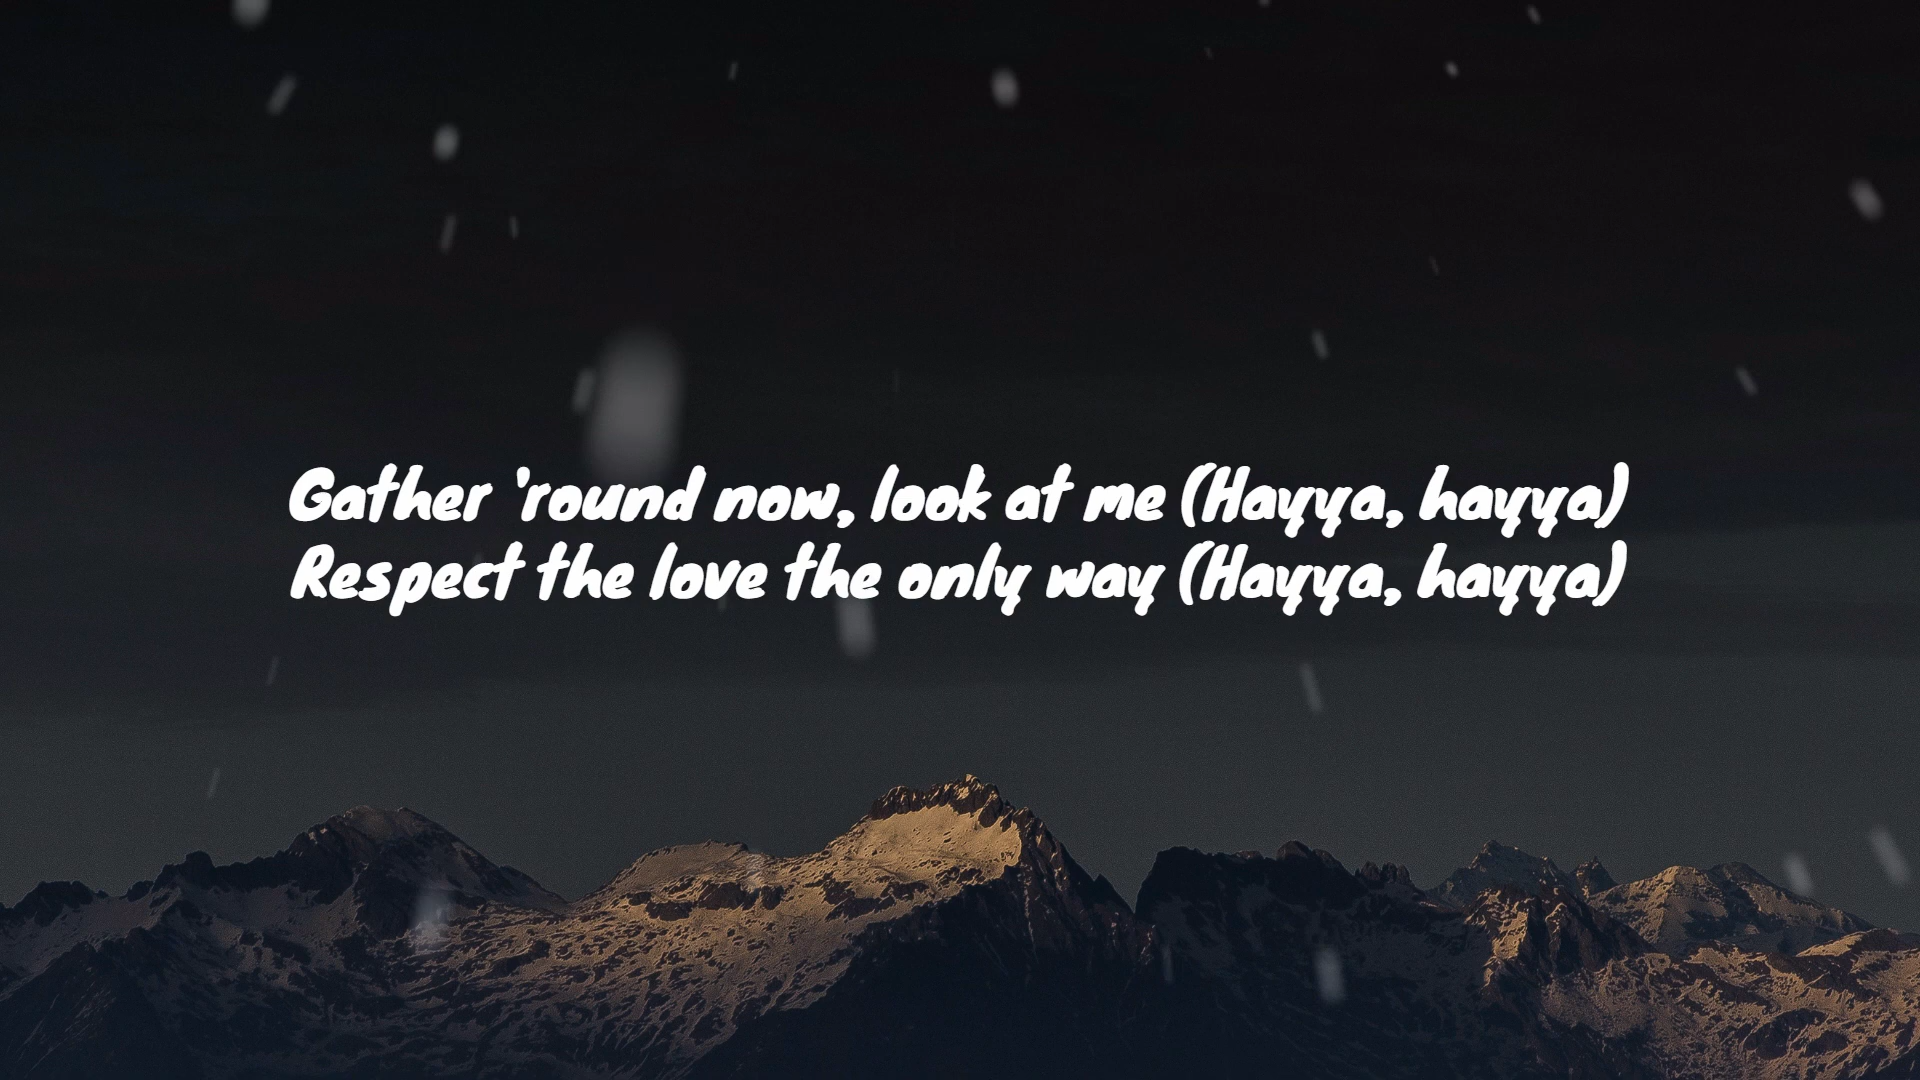 Gather 'round now, look at me (Hayya, hayya)
Respect the love the only way (Hayya, hayya)